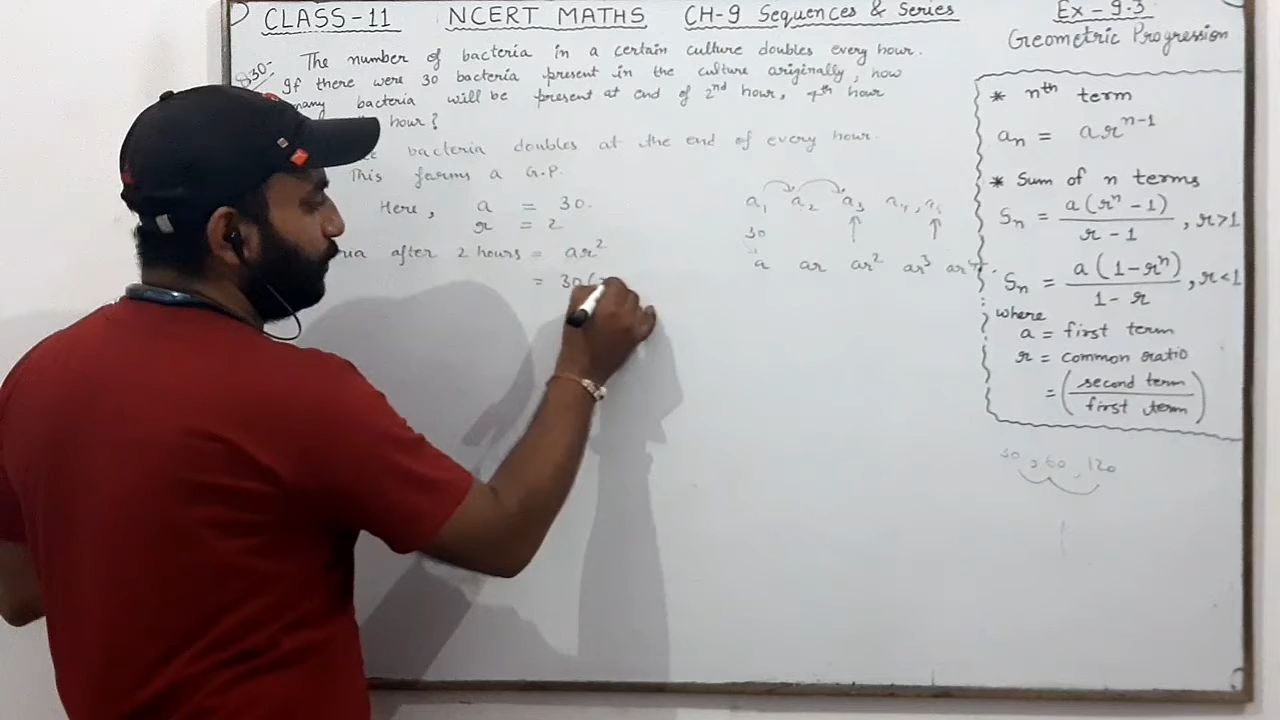 CLASS-11 NCERT MATHS CH-9 Sequences & Series
Ex - 9.3
Geometric Progression
Q30- The number of bacteria in a certain culture doubles every hour.
If there were 30 bacteria present in the culture originally, how
many bacteria will be present at end of 2nd hour, 4th hour
hour?
bacteria doubles at the end of every hour.
This forms a G.P.
Here, a = 30.
r = 2
after 2 hours = ar²
= 30(
a₁ a₂ a₃ a₄, a₅
30
a ar ar² ar³ ar⁴
* nth term
aₙ = arⁿ⁻¹
* Sum of n terms
Sₙ = a(rⁿ - 1) / r - 1 , r>1
Sₙ = a(1 - rⁿ) / 1 - r , r<1
where
a = first term
r = common ratio
= (second term / first term)
30, 60, 120